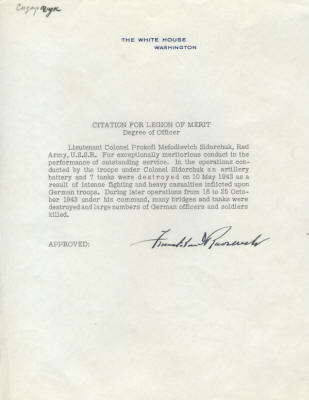 Сидорчук
THE WHITE HOUSE
WASHINGTON
CITATION FOR LEGION OF MERIT
Degree of Officer
Lieutenant Colonel Prokofi Mefodievich Sidorchuk, Red
Army, U.S.S.R. For exceptionally meritorious conduct in the
performance of outstanding service. In the operations con-
ducted by the troops under Colonel Sidorchuk an artillery
battery and 7 tanks were destroyed on 10 May 1943 as a
result of intense fighting and heavy casualties inflicted upon
German troops. During later operations from 18 to 25 Octo-
ber 1943 under his command, many bridges and tanks were
destroyed and large numbers of German officers and soldiers
killed.
APPROVED: Franklin D Roosevelt